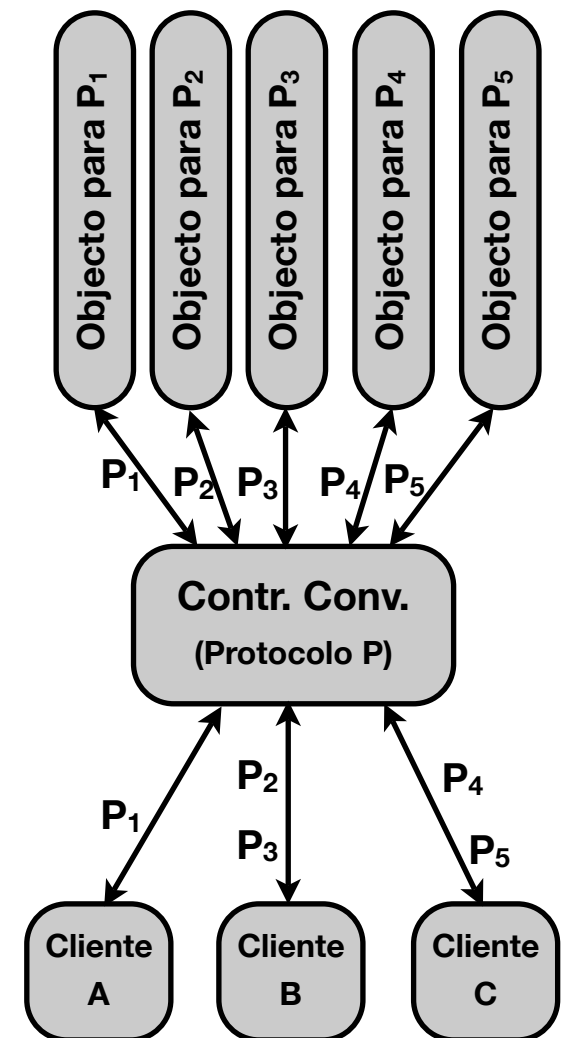 Objecto para P₁
Objecto para P₂
Objecto para P₃
Objecto para P₄
Objecto para P₅
P₁
P₂
P₃
P₄
P₅
Contr. Conv.
(Protocolo P)
P₁
P₂
P₃
P₄
P₅
Cliente
A
Cliente
B
Cliente
C